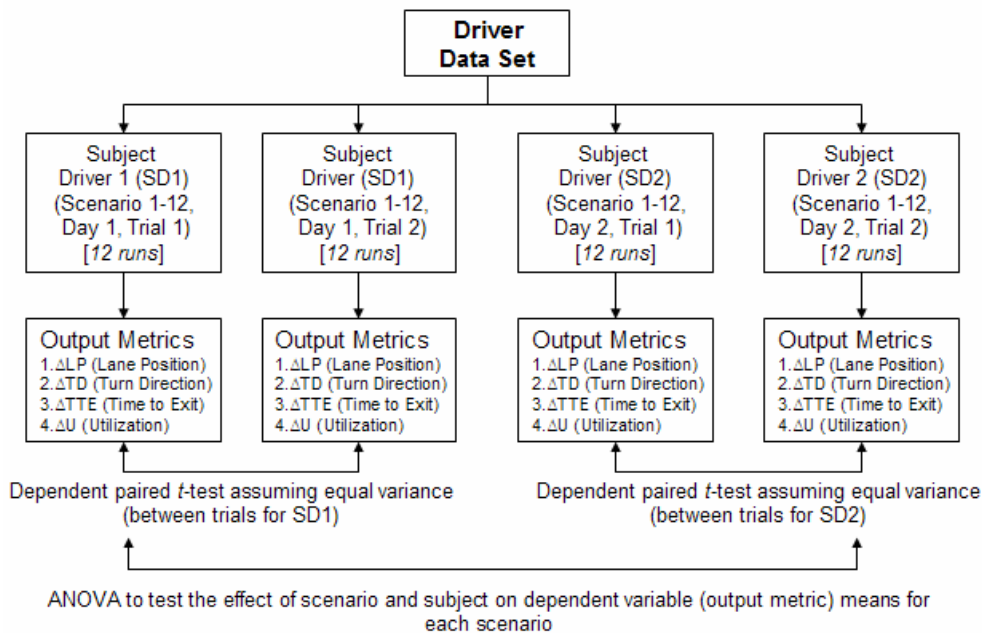 Driver
Data Set
Subject
Driver 1 (SD1)
(Scenario 1-12,
Day 1, Trial 1)
[12 runs]
Subject
Driver (SD1)
(Scenario 1-12,
Day 1, Trial 2)
[12 runs]
Subject
Driver (SD2)
(Scenario 1-12,
Day 2, Trial 1)
[12 runs]
Subject
Driver 2 (SD2)
(Scenario 1-12,
Day 2, Trial 2)
[12 runs]
Output Metrics
1.ΔLP (Lane Position)
2.ΔTD (Turn Direction)
3.ΔTTE (Time to Exit)
4.ΔU (Utilization)
Output Metrics
1.ΔLP (Lane Position)
2.ΔTD (Turn Direction)
3.ΔTTE (Time to Exit)
4.ΔU (Utilization)
Output Metrics
1.ΔLP (Lane Position)
2.ΔTD (Turn Direction)
3.ΔTTE (Time to Exit)
4.ΔU (Utilization)
Output Metrics
1.ΔLP (Lane Position)
2.ΔTD (Turn Direction)
3.ΔTTE (Time to Exit)
4.ΔU (Utilization)
Dependent paired t-test assuming equal variance
(between trials for SD1)
Dependent paired t-test assuming equal variance
(between trials for SD2)
ANOVA to test the effect of scenario and subject on dependent variable (output metric) means for
each scenario